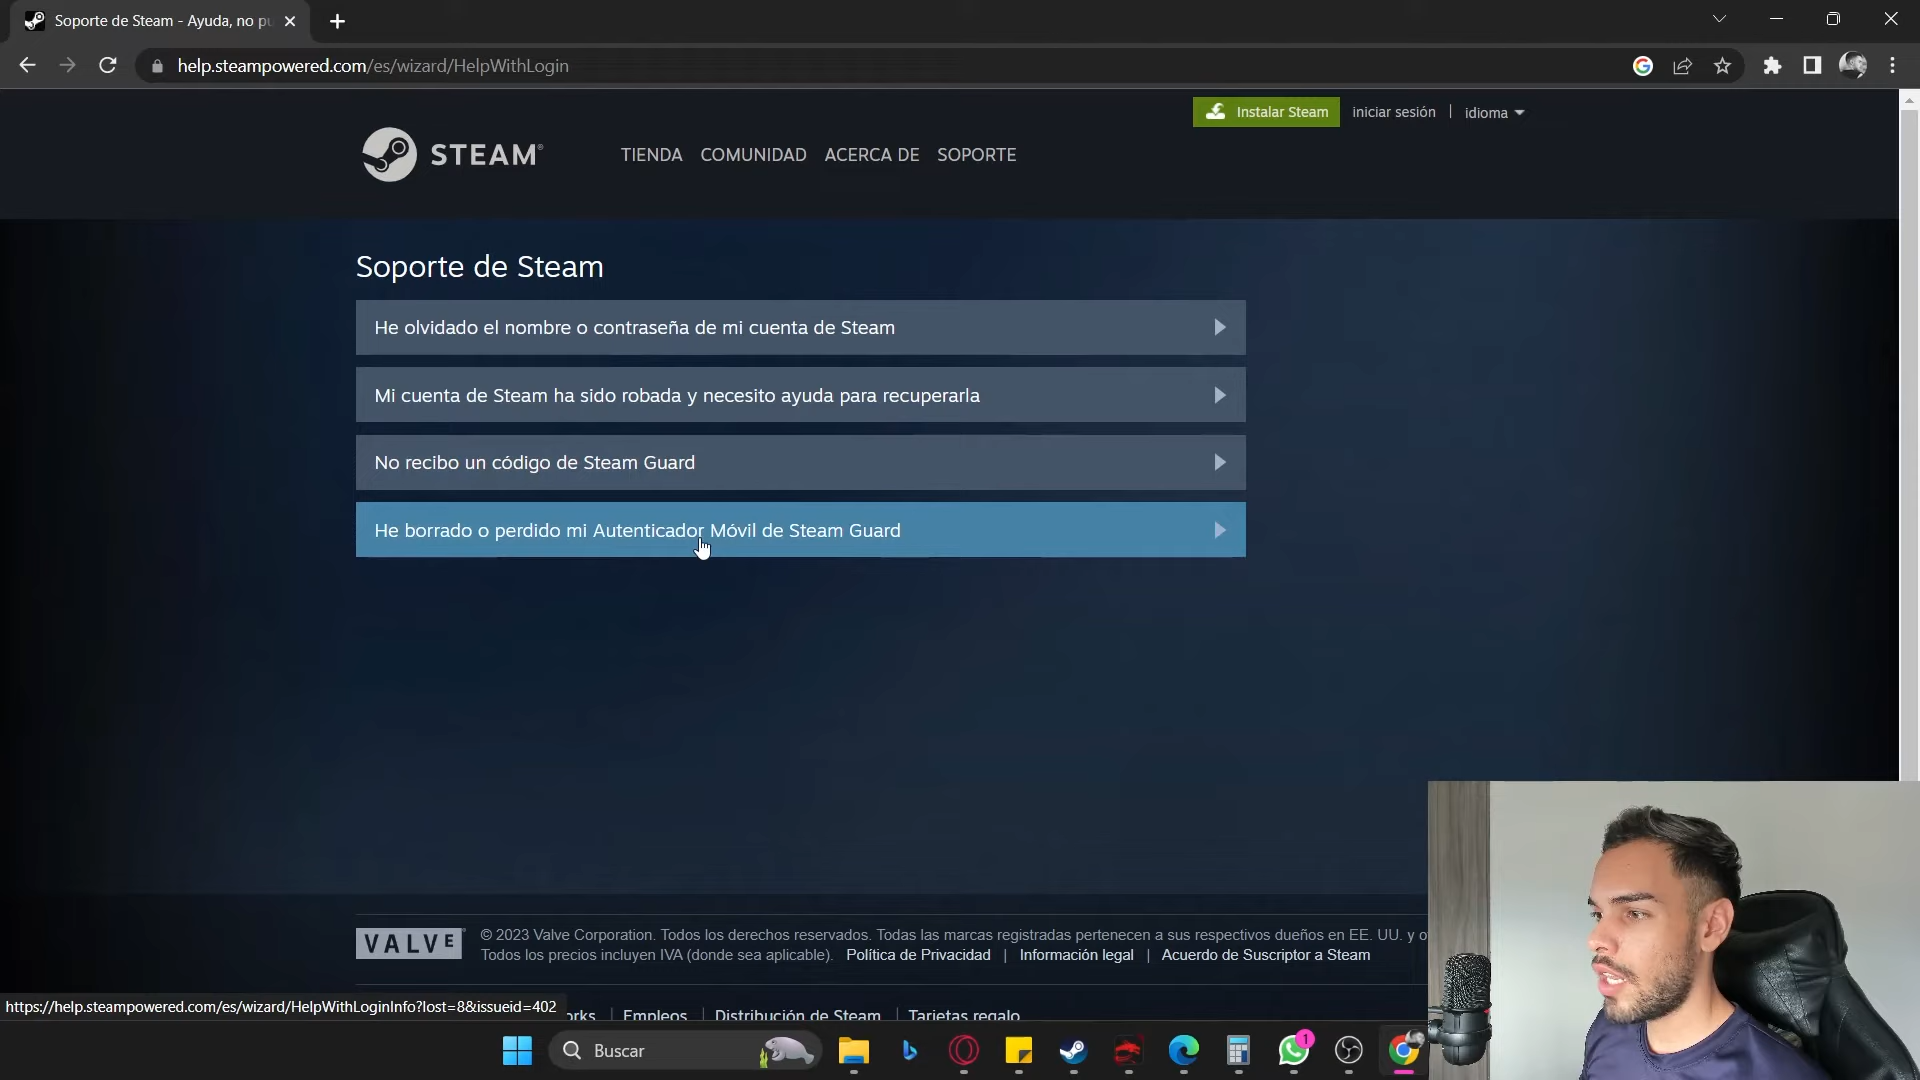 Soporte de Steam - Ayuda, no pu
help.steampowered.com/es/wizard/HelpWithLogin
Instalar Steam
iniciar sesión
idioma
STEAM
TIENDA
COMUNIDAD
ACERCA DE
SOPORTE
Soporte de Steam
He olvidado el nombre o contraseña de mi cuenta de Steam
Mi cuenta de Steam ha sido robada y necesito ayuda para recuperarla
No recibo un código de Steam Guard
He borrado o perdido mi Autenticador Móvil de Steam Guard
VALVE
© 2023 Valve Corporation. Todos los derechos reservados. Todas las marcas registradas pertenecen a sus respectivos dueños en EE. UU. y o
Todos los precios incluyen IVA (donde sea aplicable). Política de Privacidad | Información legal | Acuerdo de Suscriptor a Steam
https://help.steampowered.com/es/wizard/HelpWithLoginInfo?lost=8&issueid=402
orks | Empleos | Distribución de Steam | Tarjetas regalo
Buscar
1